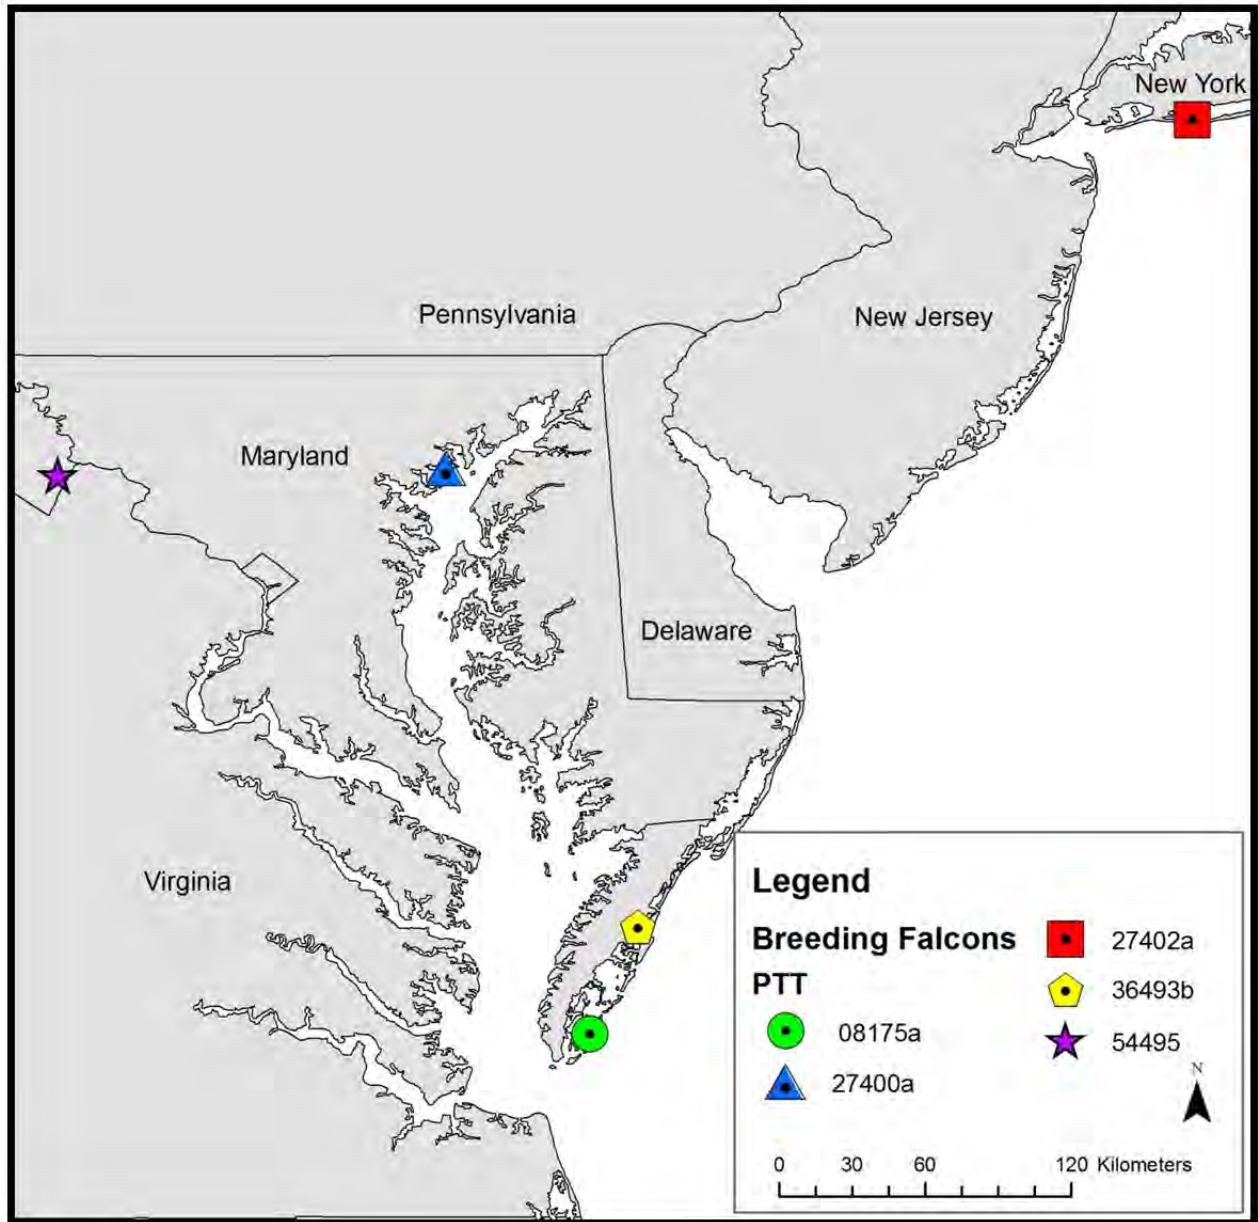 New York
Pennsylvania
New Jersey
Maryland
Delaware
Virginia
Legend
Breeding Falcons
PTT
08175a
27400a
27402a
36493b
54495
N
0 30 60 120 Kilometers